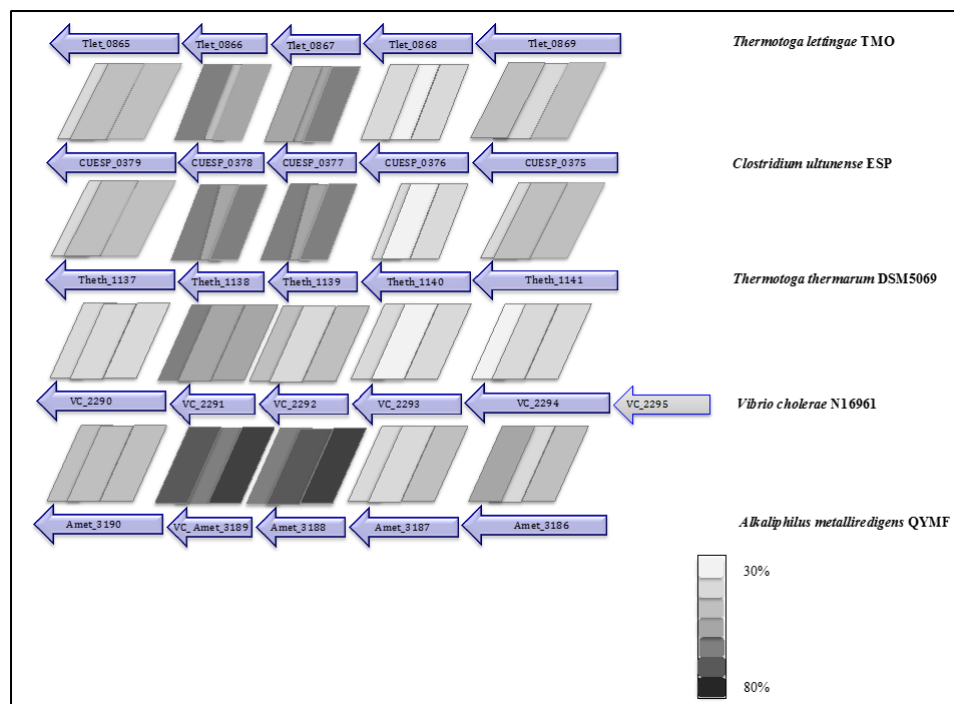 Tlet_0865 Tlet_0866 Tlet_0867 Tlet_0868 Tlet_0869 Thermotoga lettingae TMO
CUESP_0379 CUESP_0378 CUESP_0377 CUESP_0376 CUESP_0375 Clostridium ultunense ESP
Theth_1137 Theth_1138 Theth_1139 Theth_1140 Theth_1141 Thermotoga thermarum DSM5069
VC_2290 VC_2291 VC_2292 VC_2293 VC_2294 VC_2295 Vibrio cholerae N16961
Amet_3190 VC_Amet_3189 Amet_3188 Amet_3187 Amet_3186 Alkaliphilus metalliredigens QYMF
30%
80%